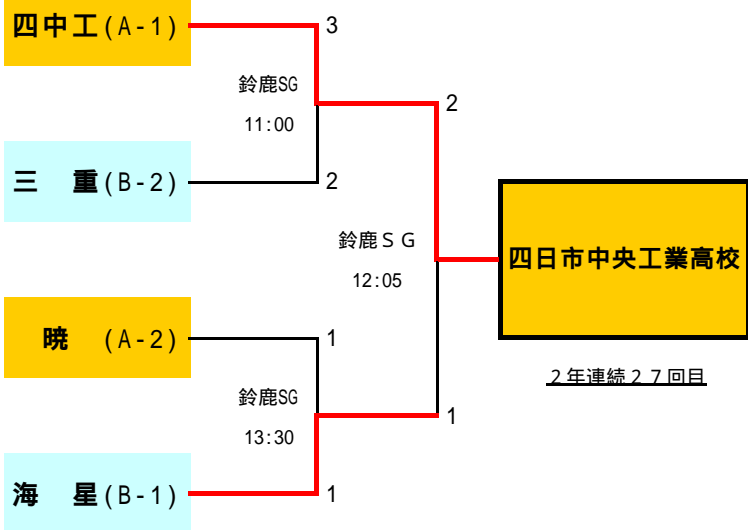 四中工(A-1)
3
鈴鹿SG
11:00
2
三　重(B-2)
2
鈴鹿ＳＧ
12:05
四日市中央工業高校
２年連続２７回目
暁　(A-2)
1
鈴鹿SG
13:30
1
海　星(B-1)
1